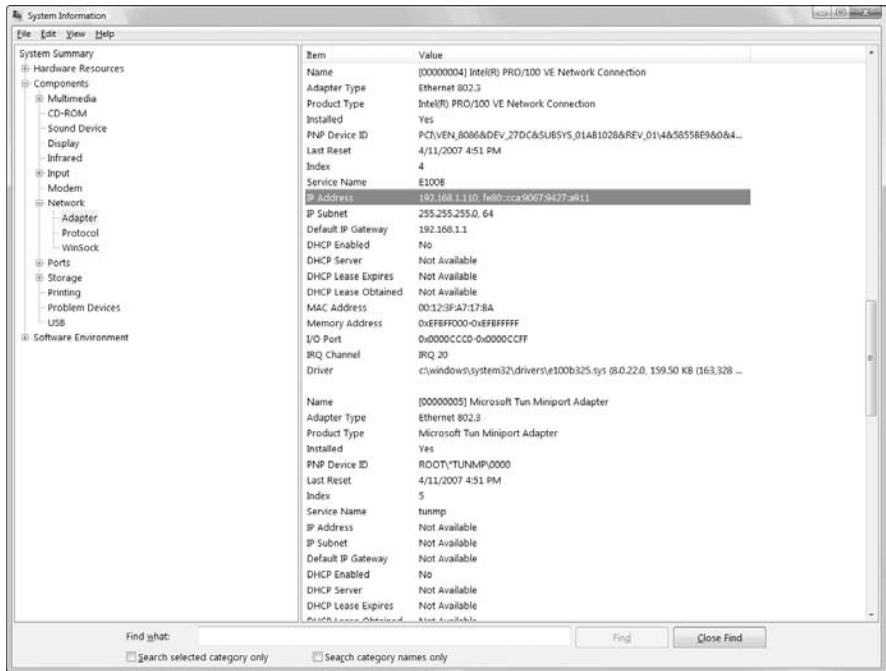 System Information
File Edit View Help
System Summary
Hardware Resources
Components
Multimedia
CD-ROM
Sound Device
Display
Infrared
Input
Modem
Network
Adapter
Protocol
WinSock
Ports
Storage
Printing
Problem Devices
USB
Software Environment
Item Value
Name [00000004] Intel(R) PRO/100 VE Network Connection
Adapter Type Ethernet 802.3
Product Type Intel(R) PRO/100 VE Network Connection
Installed Yes
PNP Device ID PCI\VEN_8086&DEV_27DC&SUBSYS_01AB1028&REV_01\4&5855BE9&0&4...
Last Reset 4/11/2007 4:51 PM
Index 4
Service Name E100B
IP Address 192.168.1.110, fe80::cca:9067:9427:a911
IP Subnet 255.255.255.0, 64
Default IP Gateway 192.168.1.1
DHCP Enabled No
DHCP Server Not Available
DHCP Lease Expires Not Available
DHCP Lease Obtained Not Available
MAC Address 00:12:3F:A7:17:BA
Memory Address 0xEFBFF000-0xEFBFFFFF
I/O Port 0x0000CCC0-0x0000CCFF
IRQ Channel IRQ 20
Driver c:\windows\system32\drivers\e100b325.sys (8.0.22.0, 159.50 KB (163,328 ...
Name [00000005] Microsoft Tun Miniport Adapter
Adapter Type Ethernet 802.3
Product Type Microsoft Tun Miniport Adapter
Installed Yes
PNP Device ID ROOT\*TUNMP\0000
Last Reset 4/11/2007 4:51 PM
Index 5
Service Name tunmp
IP Address Not Available
IP Subnet Not Available
Default IP Gateway Not Available
DHCP Enabled No
DHCP Server Not Available
DHCP Lease Expires Not Available
DHCP Lease Obtained Not Available
Find what: Find Close Find
Search selected category only Search category names only